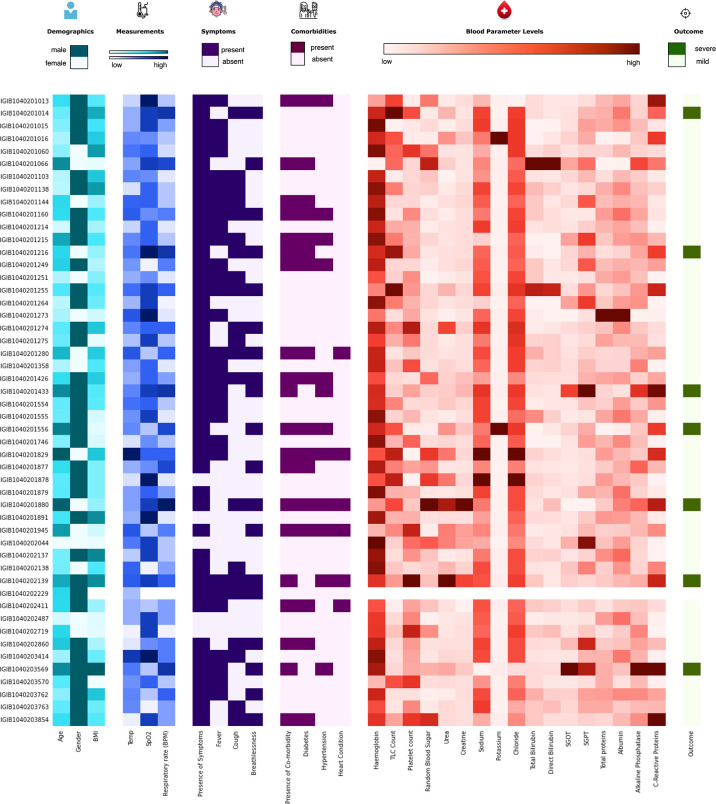 Demographics
Measurements
Symptoms
Comorbidities
Blood Parameter Levels
Outcome
male
female
low
high
present
absent
present
absent
low
high
severe
mild
IGIB1040201013
IGIB1040201014
IGIB1040201015
IGIB1040201016
IGIB1040201060
IGIB1040201066
IGIB1040201103
IGIB1040201138
IGIB1040201144
IGIB1040201160
IGIB1040201214
IGIB1040201215
IGIB1040201216
IGIB1040201249
IGIB1040201251
IGIB1040201255
IGIB1040201264
IGIB1040201273
IGIB1040201274
IGIB1040201275
IGIB1040201280
IGIB1040201358
IGIB1040201426
IGIB1040201433
IGIB1040201554
IGIB1040201555
IGIB1040201556
IGIB1040201746
IGIB1040201829
IGIB1040201877
IGIB1040201878
IGIB1040201879
IGIB1040201880
IGIB1040201891
IGIB1040201945
IGIB1040202044
IGIB1040202137
IGIB1040202138
IGIB1040202139
IGIB1040202229
IGIB1040202411
IGIB1040202487
IGIB1040202719
IGIB1040202860
IGIB1040203414
IGIB1040203569
IGIB1040203570
IGIB1040203762
IGIB1040203763
IGIB1040203854
Age
Gender
BMI
Temp
SpO2
Respiratory rate (BPM)
Presence of Symptoms
Fever
Cough
Breathlessness
Presence of Co-morbidity
Diabetes
Hypertension
Heart Condition
Haemoglobin
TLC Count
Platelet count
Random Blood Sugar
Urea
Creatine
Sodium
Potassium
Chloride
Total Bilirubin
Direct Bilirubin
SGOT
SGPT
Total proteins
Albumin
Alkaline Phosphatase
C-Reactive Proteins
Outcome